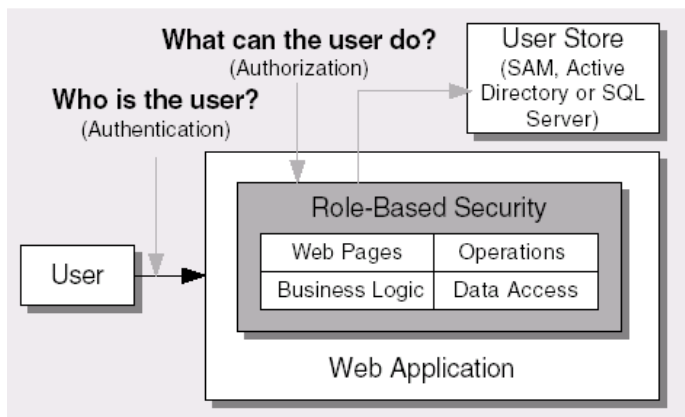 What can the user do?
(Authorization)
User Store
(SAM, Active
Directory or SQL
Server)
Who is the user?
(Authentication)
User
Role-Based Security
Web Pages
Operations
Business Logic
Data Access
Web Application